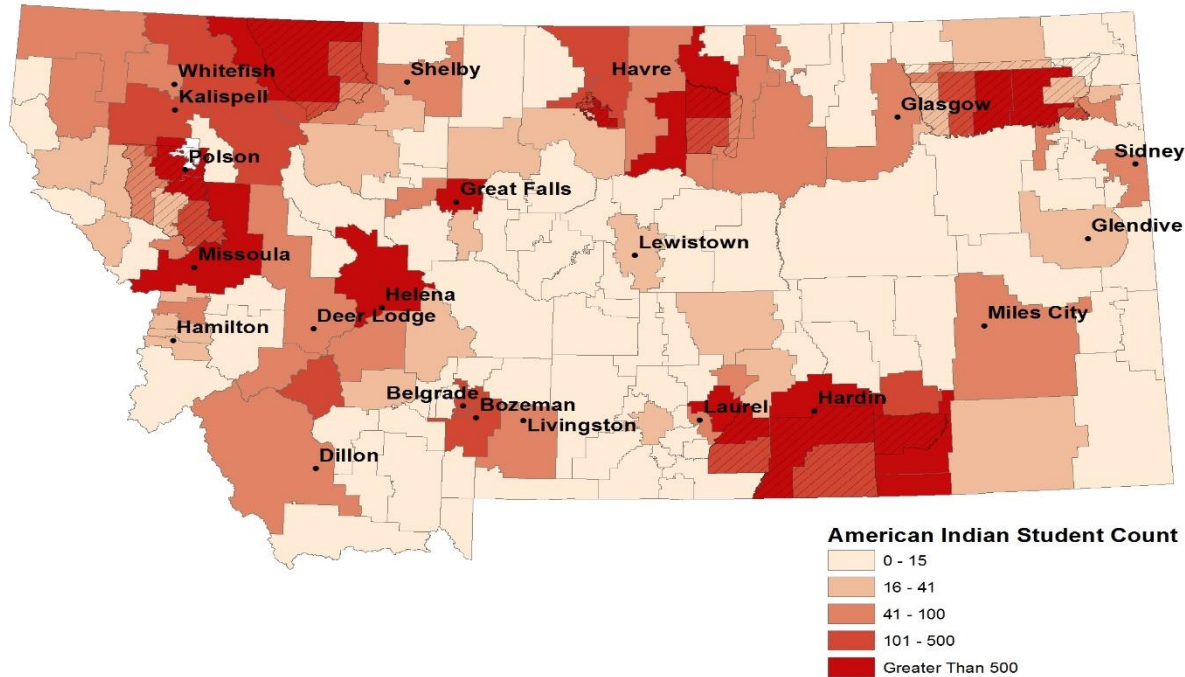 Whitefish
Kalispell
Shelby
Havre
Glasgow
Polson
Sidney
Great Falls
Glendive
Lewistown
Missoula
Helena
Deer Lodge
Miles City
Hamilton
Belgrade
Bozeman
Livingston
Laurel
Hardin
Dillon
American Indian Student Count
0 - 15
16 - 41
41 - 100
101 - 500
Greater Than 500